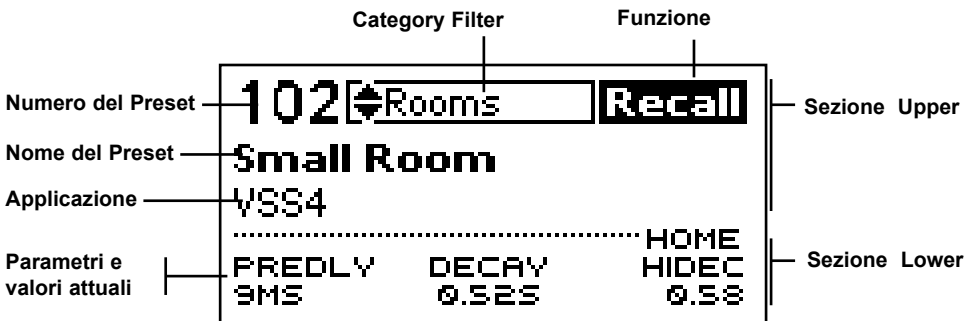 Category Filter
Funzione
Numero del Preset
102
Rooms
Recall
Sezione Upper
Nome del Preset
Small Room
Applicazione
VSS4
HOME
Parametri e
valori attuali
PREDLY
DECAY
HIDEC
Sezione Lower
9MS
0.52S
0.58